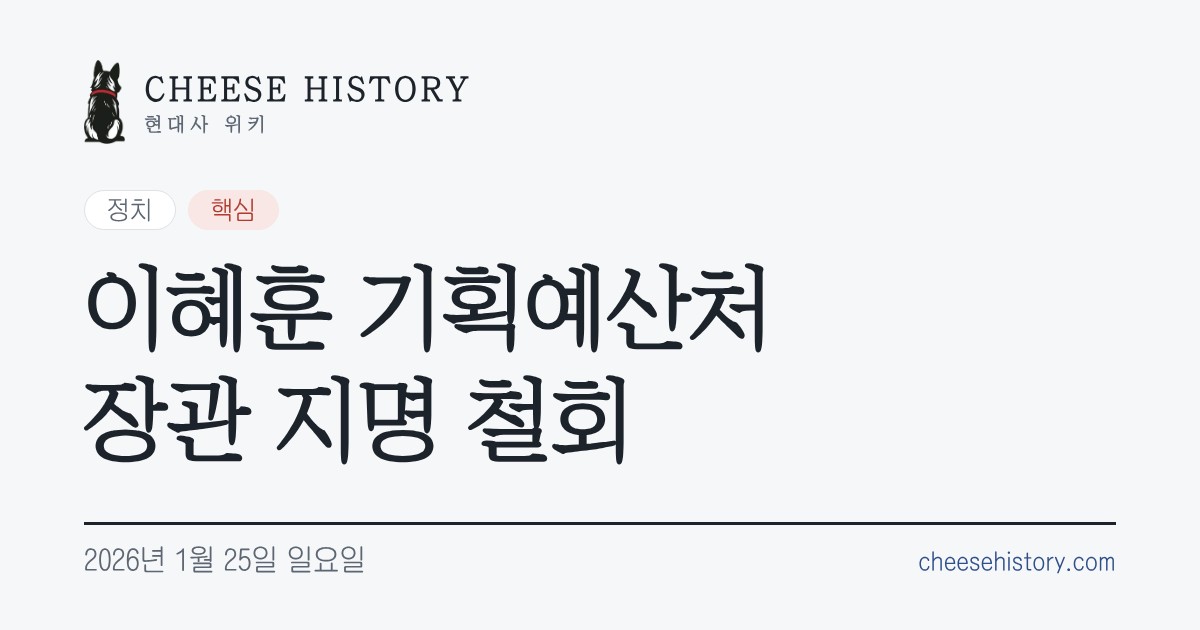 CHEESE HISTORY
현대사 위키
정치 핵심
이혜훈 기획예산처
장관 지명 철회
2026년 1월 25일 일요일 cheesehistory.com